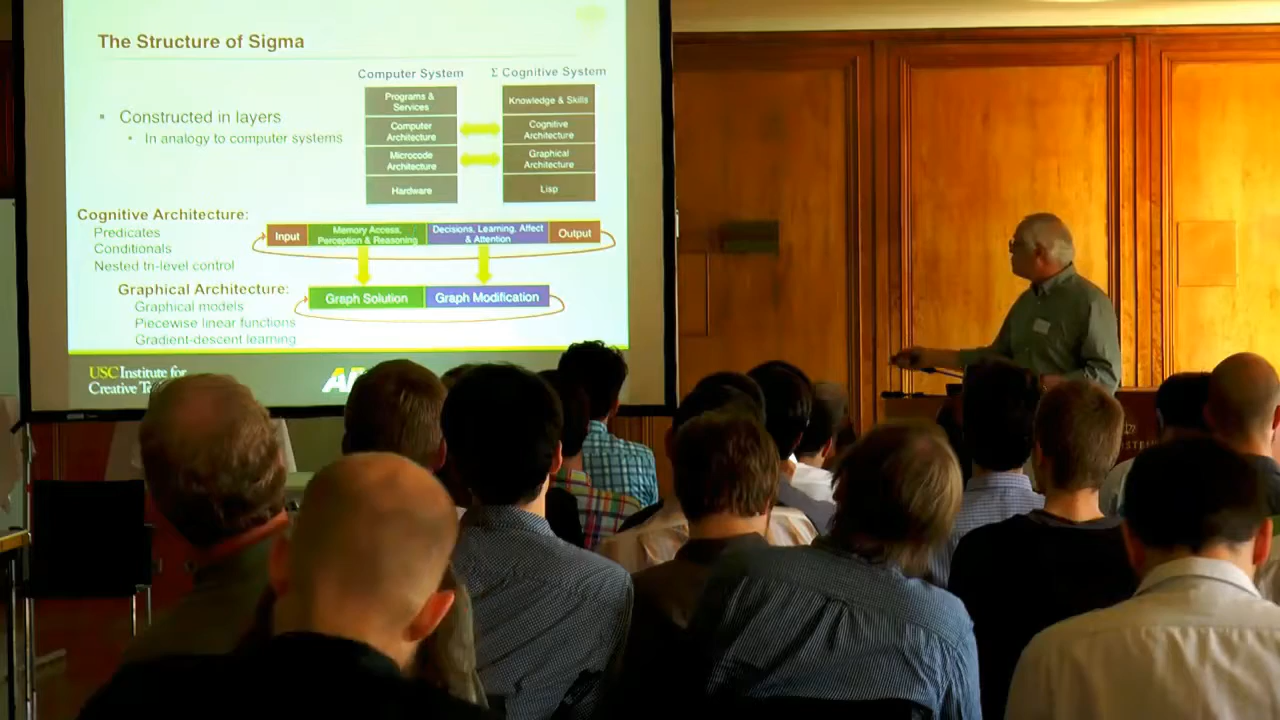 The Structure of Sigma
Computer System
Σ Cognitive System
• Constructed in layers
• In analogy to computer systems
Programs &
Services
Computer
Architecture
Microcode
Architecture
Hardware
Knowledge & Skills
Cognitive
Architecture
Graphical
Architecture
Lisp
Cognitive Architecture:
Predicates
Conditionals
Nested tri-level control
Input
Memory Access,
Perception & Reasoning
Decisions, Learning, Affect
& Attention
Output
Graphical Architecture:
Graphical models
Piecewise linear functions
Gradient-descent learning
Graph Solution
Graph Modification
USC Institute for
Creative